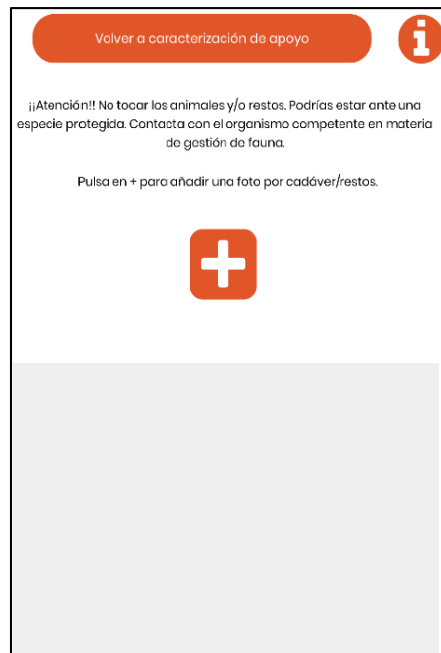 Volver a caracterización de apoyo
¡¡Atención!! No tocar los animales y/o restos. Podrías estar ante una
especie protegida. Contacta con el organismo competente en materia
de gestión de fauna.
Pulsa en + para añadir una foto por cadáver/restos.